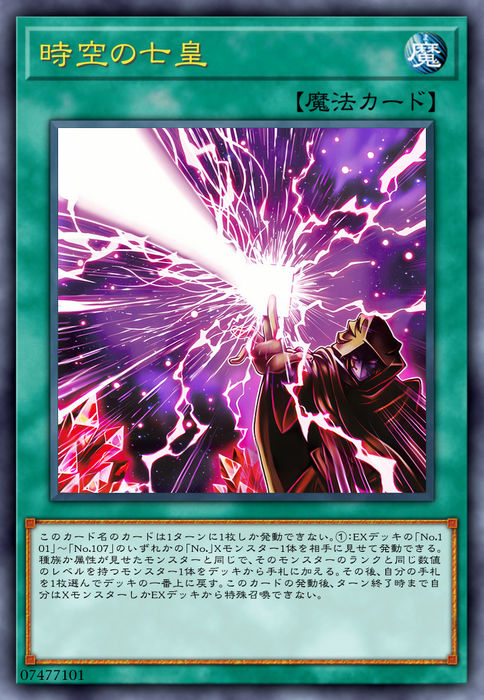 時空の七皇
魔
【魔法カード】
このカード名のカードは1ターンに1枚しか発動できない。①:EXデッキの「No.1
01」～「No.107」のいずれかの「No.」Xモンスター1体を相手に見せて発動できる。
種族か属性が見せたモンスターと同じで、そのモンスターのランクと同じ数値
のレベルを持つモンスター1体をデッキから手札に加える。その後、自分の手札
を1枚選んでデッキの一番上に戻す。このカードの発動後、ターン終了時まで自
分はXモンスターしかEXデッキから特殊召喚できない。
07477101